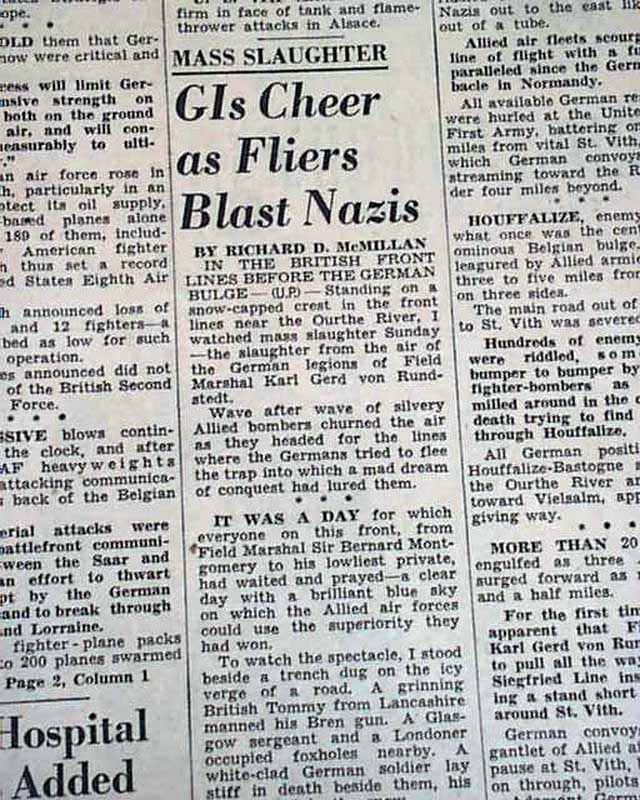 ope.
* * *
OLD them that Ger-
now were critical and
cess will limit Ger-
nsive strength on
both on the ground
air, and will con-
easurably to ulti-
."
an air force rose in
h, particularly in an
otect its oil supply,
-based planes alone
189 of them, includ-
American fighter
h thus set a record
ed States Eighth Air
h announced loss of
and 12 fighters—a
bed as low for such
operation.
es announced did not
of the British Second
Force.
* * *
SSIVE blows contin-
the clock, and after
AF heavyweights
attacking communica-
s back of the Belgian
erial attacks were
battlefront communi-
ween the Saar and
an effort to thwart
pt by the German
and to break through
nd Lorraine.
fighter-plane packs
to 200 planes swarmed
Page 2, Column 1
Hospital
Added
firm in face of tank and flame-
thrower attacks in Alsace.
MASS SLAUGHTER
GIs Cheer
as Fliers
Blast Nazis
BY RICHARD D. McMILLAN
IN THE BRITISH FRONT
LINES BEFORE THE GERMAN
BULGE—(U.P.)—Standing on a
snow-capped crest in the front
lines near the Ourthe River, I
watched mass slaughter Sunday
—the slaughter from the air of
the German legions of Field
Marshal Karl Gerd von Rund-
stedt.
Wave after wave of silvery
Allied bombers churned the air
as they headed for the lines
where the Germans tried to flee
the trap into which a mad dream
of conquest had lured them.
* * *
IT WAS A DAY for which
everyone on this front, from
Field Marshal Sir Bernard Mont-
gomery to his lowliest private,
had waited and prayed—a clear
day with a brilliant blue sky
on which the Allied air forces
could use the superiority they
had won.
To watch the spectacle, I stood
beside a trench dug on the icy
verge of a road. A grinning
British Tommy from Lancashire
manned his Bren gun. A Glas-
gow sergeant and a Londoner
occupied foxholes nearby. A
white-clad German soldier lay
stiff in death beside them, his
Nazis out to the east lik
out of a tube.
Allied air fleets scourg
line of flight with a fu
paralleled since the Germ
bacle in Normandy.
All available German re
were hurled at the Unite
First Army, battering on
miles from vital St. Vith,
which German convoy
streaming toward the R
der four miles beyond.
* * *
HOUFFALIZE, enemy
what once was the cent
ominous Belgian bulge,
leagured by Allied armie
three to five miles from
on three sides.
The main road out of
to St. Vith was severed
Hundreds of enemy
were riddled, som
bumper to bumper by
fighter-bombers as
milled around in the c
death trying to find
through Houffalize.
All German positi
Houffalize-Bastogne r
the Ourthe River an
toward Vielsalm, app
giving way.
* * *
MORE THAN 20
engulfed as three
surged forward as m
and a half miles.
For the first tim
apparent that Fi
Karl Gerd von Run
to pull all the wa
Siegfried Line ins
ing a stand short
around St. Vith.
German convoy
gantlet of Allied a
pause at St. Vith, b
on through, pilots